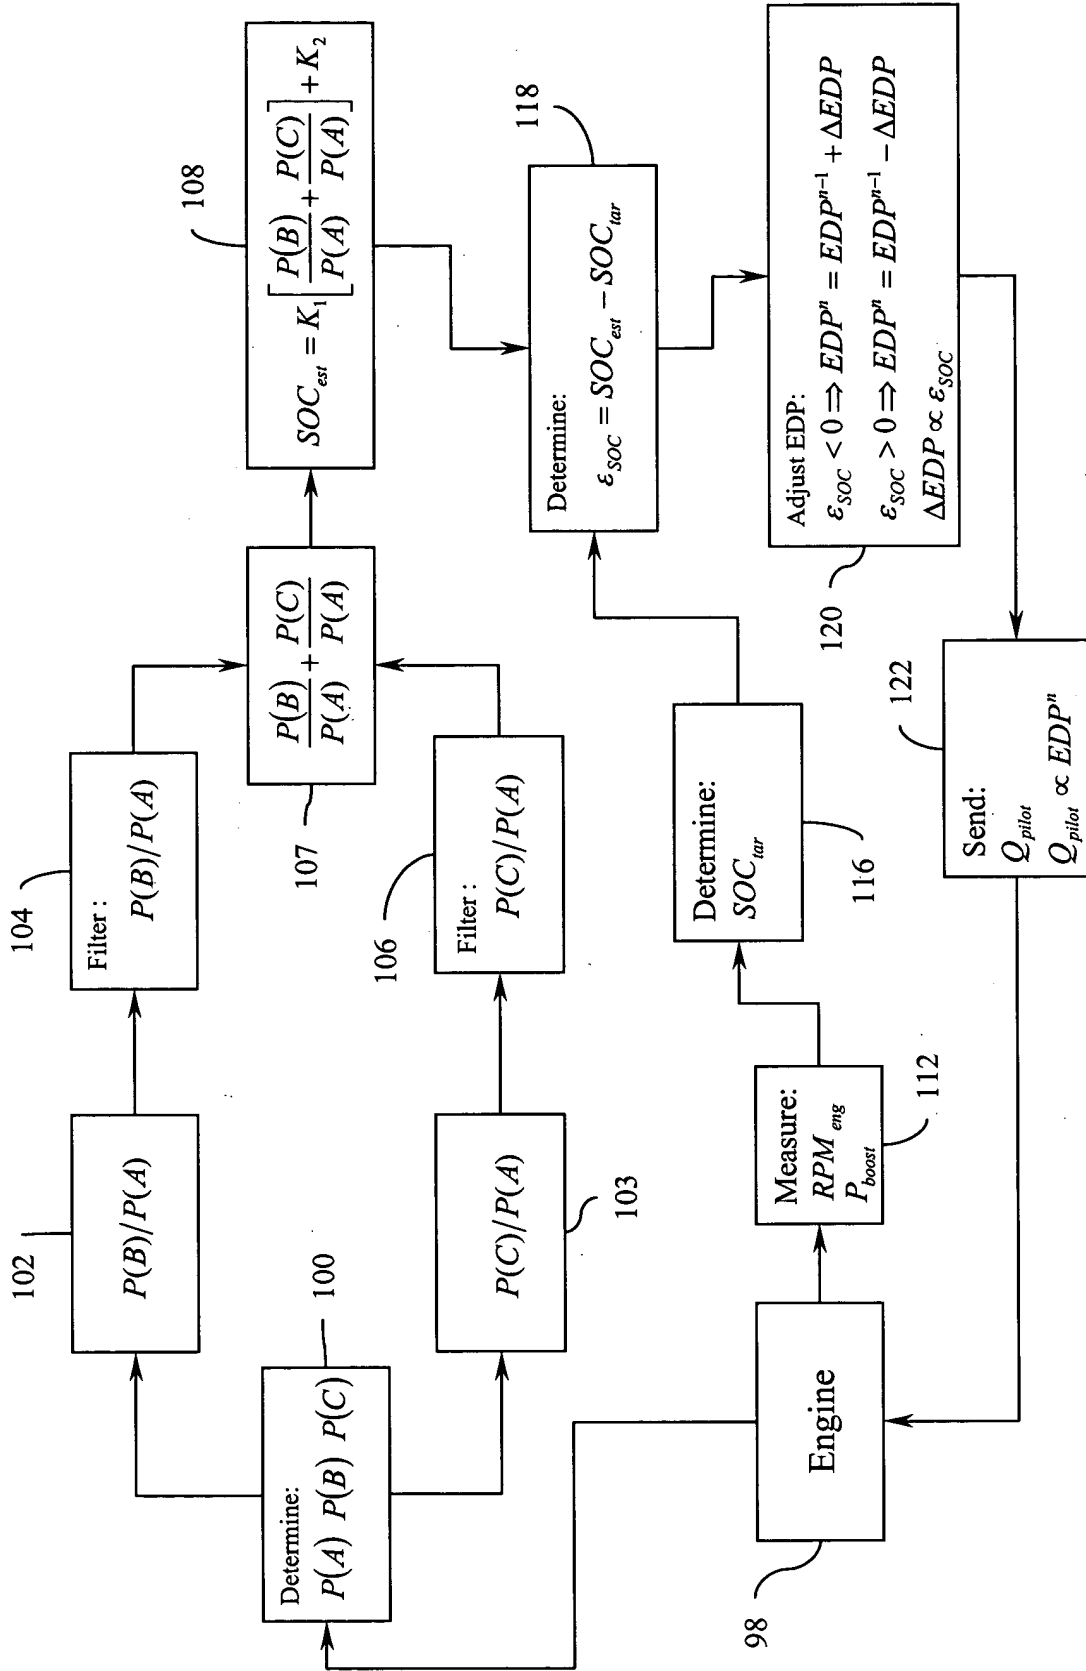 102
P(B)/P(A)
104
Filter :
P(B)/P(A)
100
Determine:
P(A) P(B) P(C)
103
P(C)/P(A)
106
Filter :
P(C)/P(A)
107
P(B)/P(A) + P(C)/P(A)
108
SOC_est = K_1 [P(B)/P(A) + P(C)/P(A)] + K_2
98
Engine
112
Measure:
RPM_eng
P_boost
116
Determine:
SOC_tar
118
Determine:
ε_SOC = SOC_est − SOC_tar
120
Adjust EDP:
ε_SOC < 0 ⇒ EDP^n = EDP^{n−1} + ΔEDP
ε_SOC > 0 ⇒ EDP^n = EDP^{n−1} − ΔEDP
ΔEDP ∝ ε_SOC
122
Send:
Q_pilot
Q_pilot ∝ EDP^n